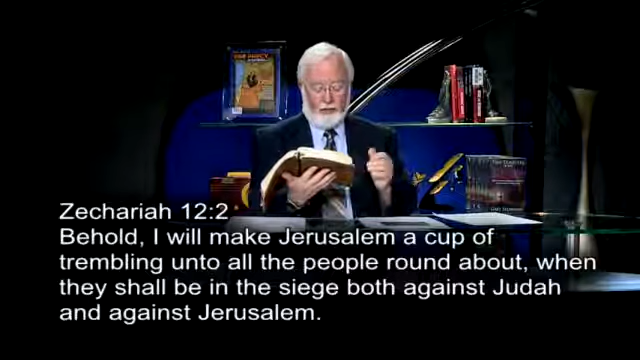 Zechariah 12:2
Behold, I will make Jerusalem a cup of
trembling unto all the people round about, when
they shall be in the siege both against Judah
and against Jerusalem.